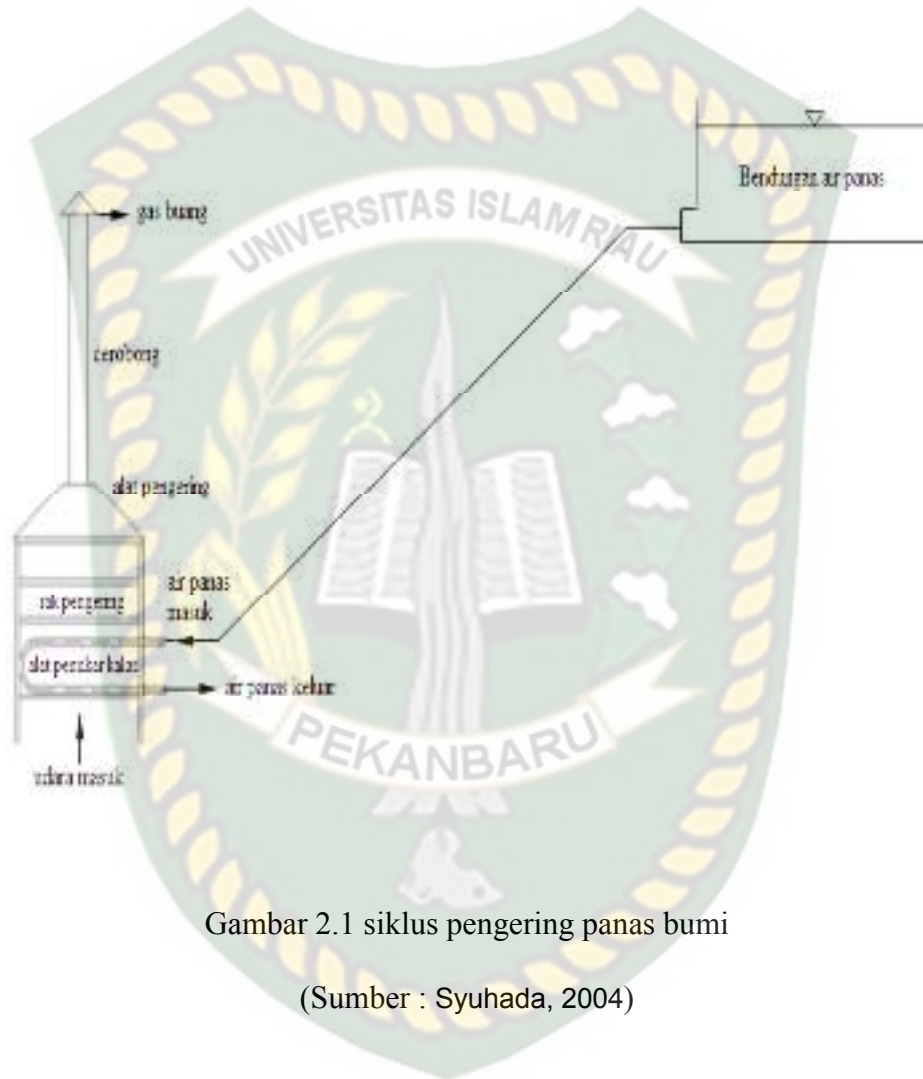 Bendungan air panas
UNIVERSITAS ISLAM RIAU
gas buang
cerobong
alat pengering
air panas
masuk
rak pengering
alat penukar kalor
air panas keluar
PEKANBARU
udara masuk
Gambar 2.1 siklus pengering panas bumi
(Sumber : Syuhada, 2004)